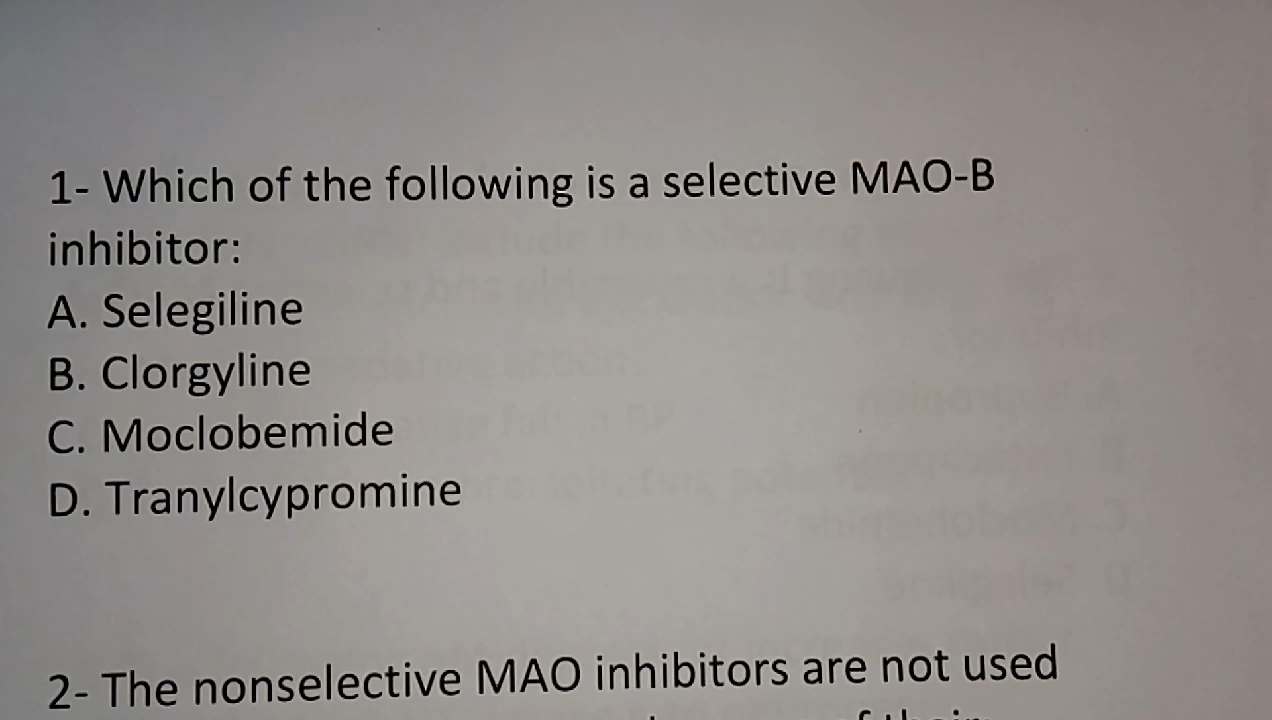 1- Which of the following is a selective MAO-B
inhibitor:
A. Selegiline
B. Clorgyline
C. Moclobemide
D. Tranylcypromine
2- The nonselective MAO inhibitors are not used